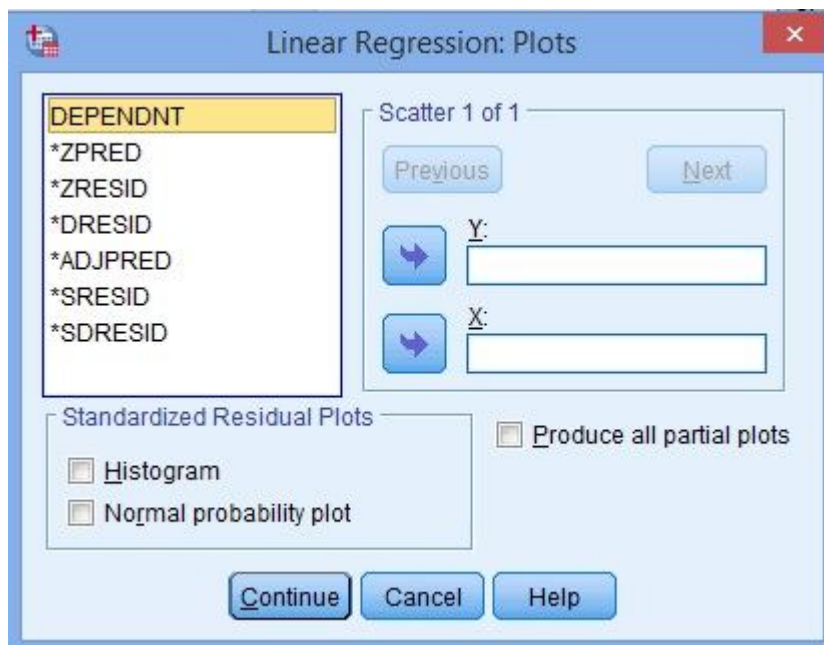 Linear Regression: Plots
DEPENDNT
*ZPRED
*ZRESID
*DRESID
*ADJPRED
*SRESID
*SDRESID
Scatter 1 of 1
Previous
Next
Y:
X:
Standardized Residual Plots
Histogram
Normal probability plot
Produce all partial plots
Continue
Cancel
Help